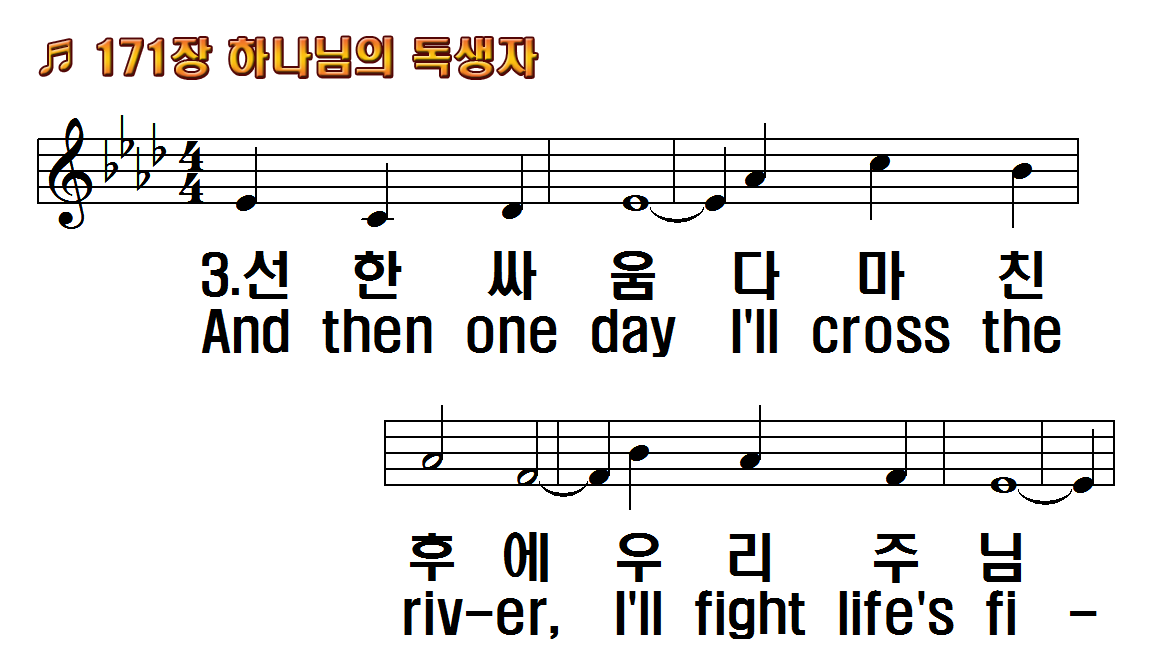 171장 하나님의 독생자
3.선 한 싸 움 다 마 친
And then one day I'll cross the
후 에 우 리 주 님
riv-er, I'll fight life's fi -